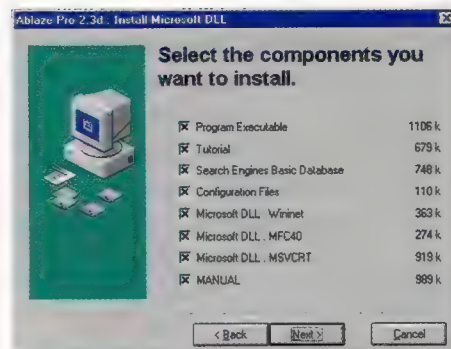 Ablaze Pro 2.3d.: Install Microsoft DLL
Select the components you
want to install.
Program Executable 1106 k
Tutorial 679 k
Search Engines Basic Database 748 k
Configuration Files 110 k
Microsoft DLL . Wininet 363 k
Microsoft DLL . MFC40 274 k
Microsoft DLL . MSVCRT 919 k
MANUAL 989 k
< Back Next > Cancel